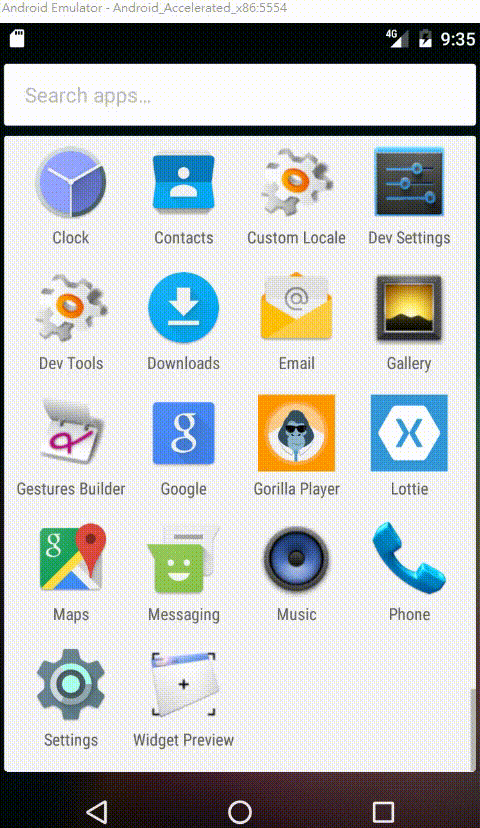 Android Emulator - Android_Accelerated_x86:5554
4G 9:35
Search apps…
Clock Contacts Custom Locale Dev Settings
@
Dev Tools Downloads Email Gallery
g X
Gestures Builder Google Gorilla Player Lottie
g
Maps Messaging Music Phone
Settings Widget Preview